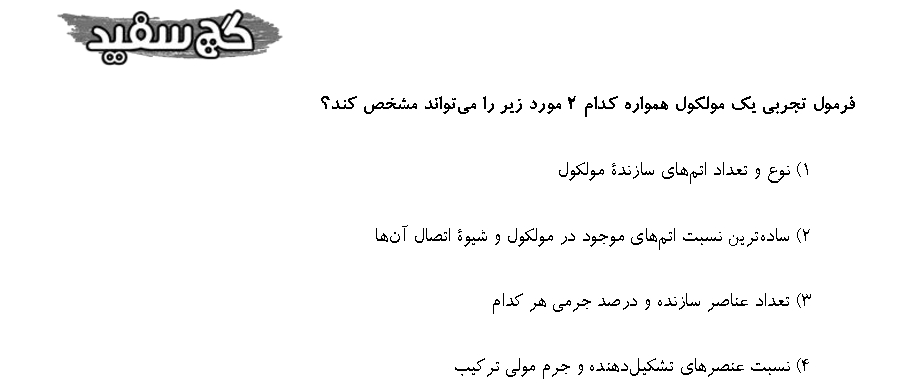 گچ سفید
فرمول تجربی یک مولکول همواره کدام ۲ مورد زیر را می‌تواند مشخص کند؟
۱) نوع و تعداد اتم‌های سازندهٔ مولکول
۲) ساده‌ترین نسبت اتم‌های موجود در مولکول و شیوهٔ اتصال آن‌ها
۳) تعداد عناصر سازنده و درصد جرمی هر کدام
۴) نسبت عنصرهای تشکیل‌دهنده و جرم مولی ترکیب